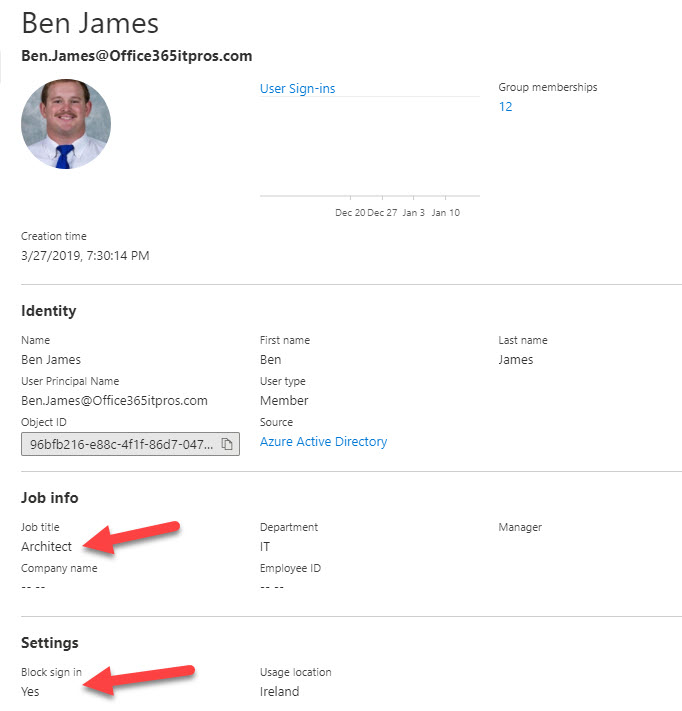 Ben James
Ben.James@Office365itpros.com
User Sign-ins
Group memberships
12
Dec 20 Dec 27 Jan 3 Jan 10
Creation time
3/27/2019, 7:30:14 PM
Identity
Name First name Last name
Ben James Ben James
User Principal Name User type
Ben.James@Office365itpros.com Member
Object ID Source
96bfb216-e88c-4f1f-86d7-047... Azure Active Directory
Job info
Job title Department Manager
Architect IT
Company name Employee ID
-- -- -- --
Settings
Block sign in Usage location
Yes Ireland